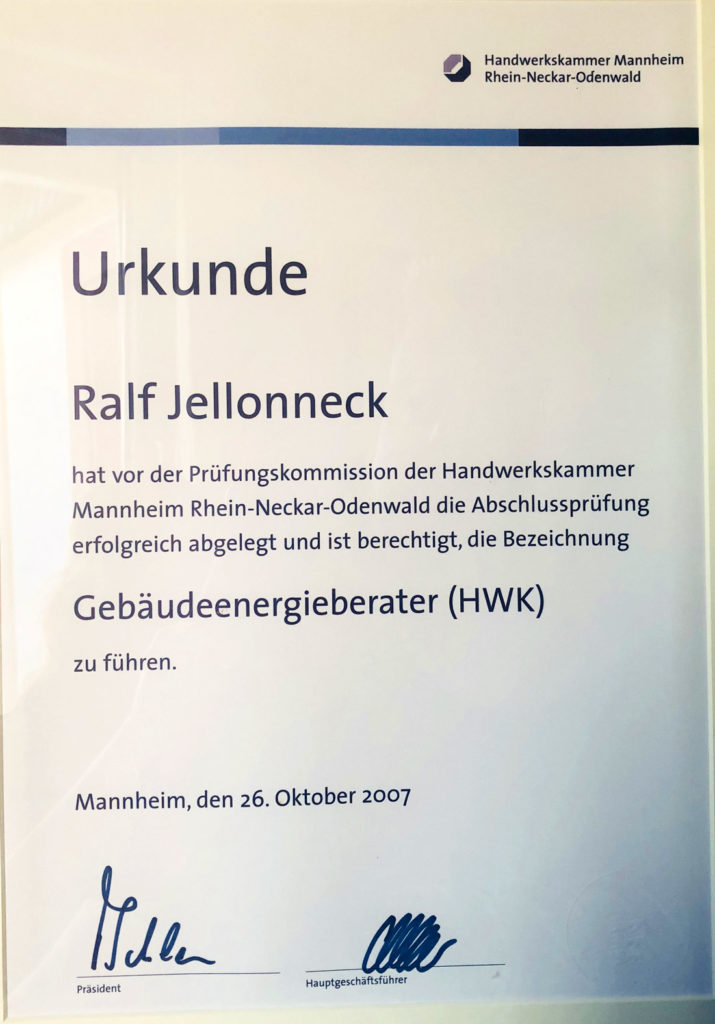 Handwerkskammer Mannheim
Rhein-Neckar-Odenwald
Urkunde
Ralf Jellonneck
hat vor der Prüfungskommission der Handwerkskammer
Mannheim Rhein-Neckar-Odenwald die Abschlussprüfung
erfolgreich abgelegt und ist berechtigt, die Bezeichnung
Gebäudeenergieberater (HWK)
zu führen.
Mannheim, den 26. Oktober 2007
Präsident
Hauptgeschäftsführer